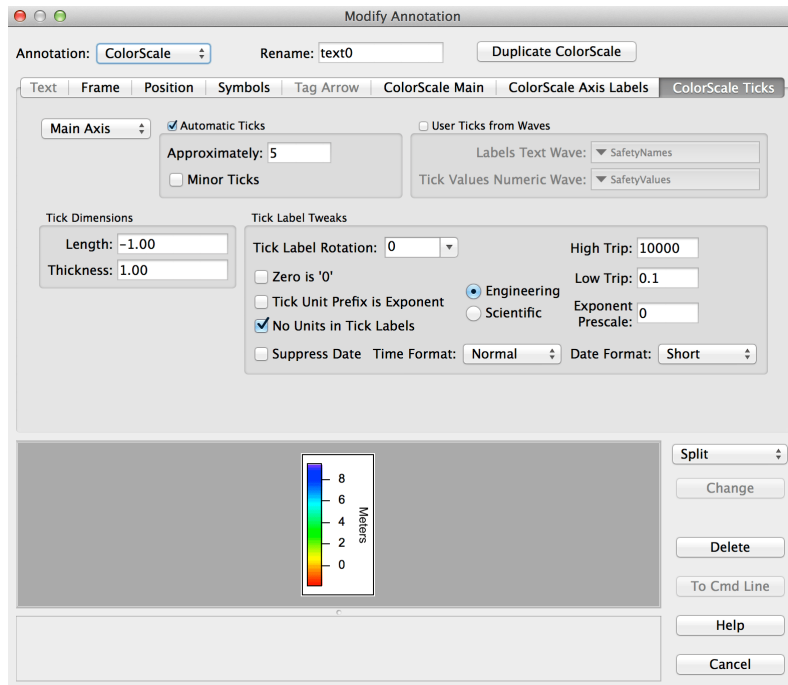 Modify Annotation
Annotation: ColorScale Rename: text0 Duplicate ColorScale
Text Frame Position Symbols Tag Arrow ColorScale Main ColorScale Axis Labels ColorScale Ticks
Main Axis Automatic Ticks User Ticks from Waves
Approximately: 5 Labels Text Wave: SafetyNames
Minor Ticks Tick Values Numeric Wave: SafetyValues
Tick Dimensions Tick Label Tweaks
Length: -1.00 Tick Label Rotation: 0 High Trip: 10000
Thickness: 1.00 Zero is '0' Engineering Low Trip: 0.1
Tick Unit Prefix is Exponent Scientific Exponent Prescale: 0
No Units in Tick Labels
Suppress Date Time Format: Normal Date Format: Short
Split
Change
8
6
4
2
0
Meters
Delete
To Cmd Line
Help
Cancel